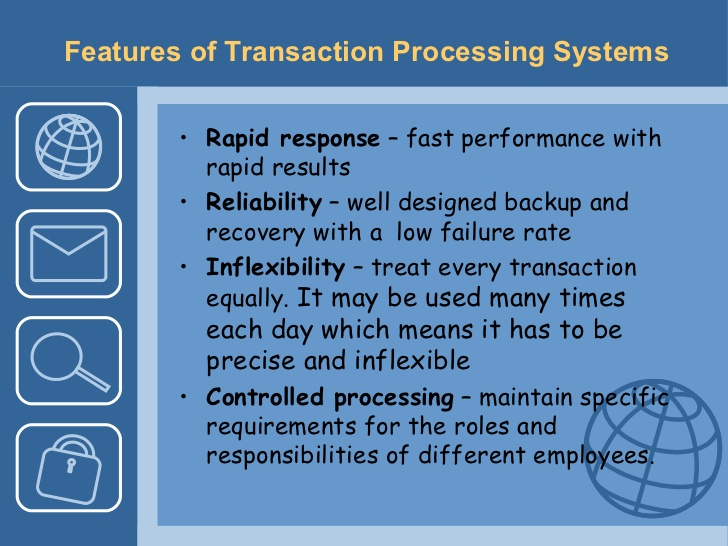 Features of Transaction Processing Systems
• Rapid response – fast performance with
rapid results
• Reliability – well designed backup and
recovery with a  low failure rate
• Inflexibility – treat every transaction
equally. It may be used many times
each day which means it has to be
precise and inflexible
• Controlled processing – maintain specific
requirements for the roles and
responsibilities of different employees.